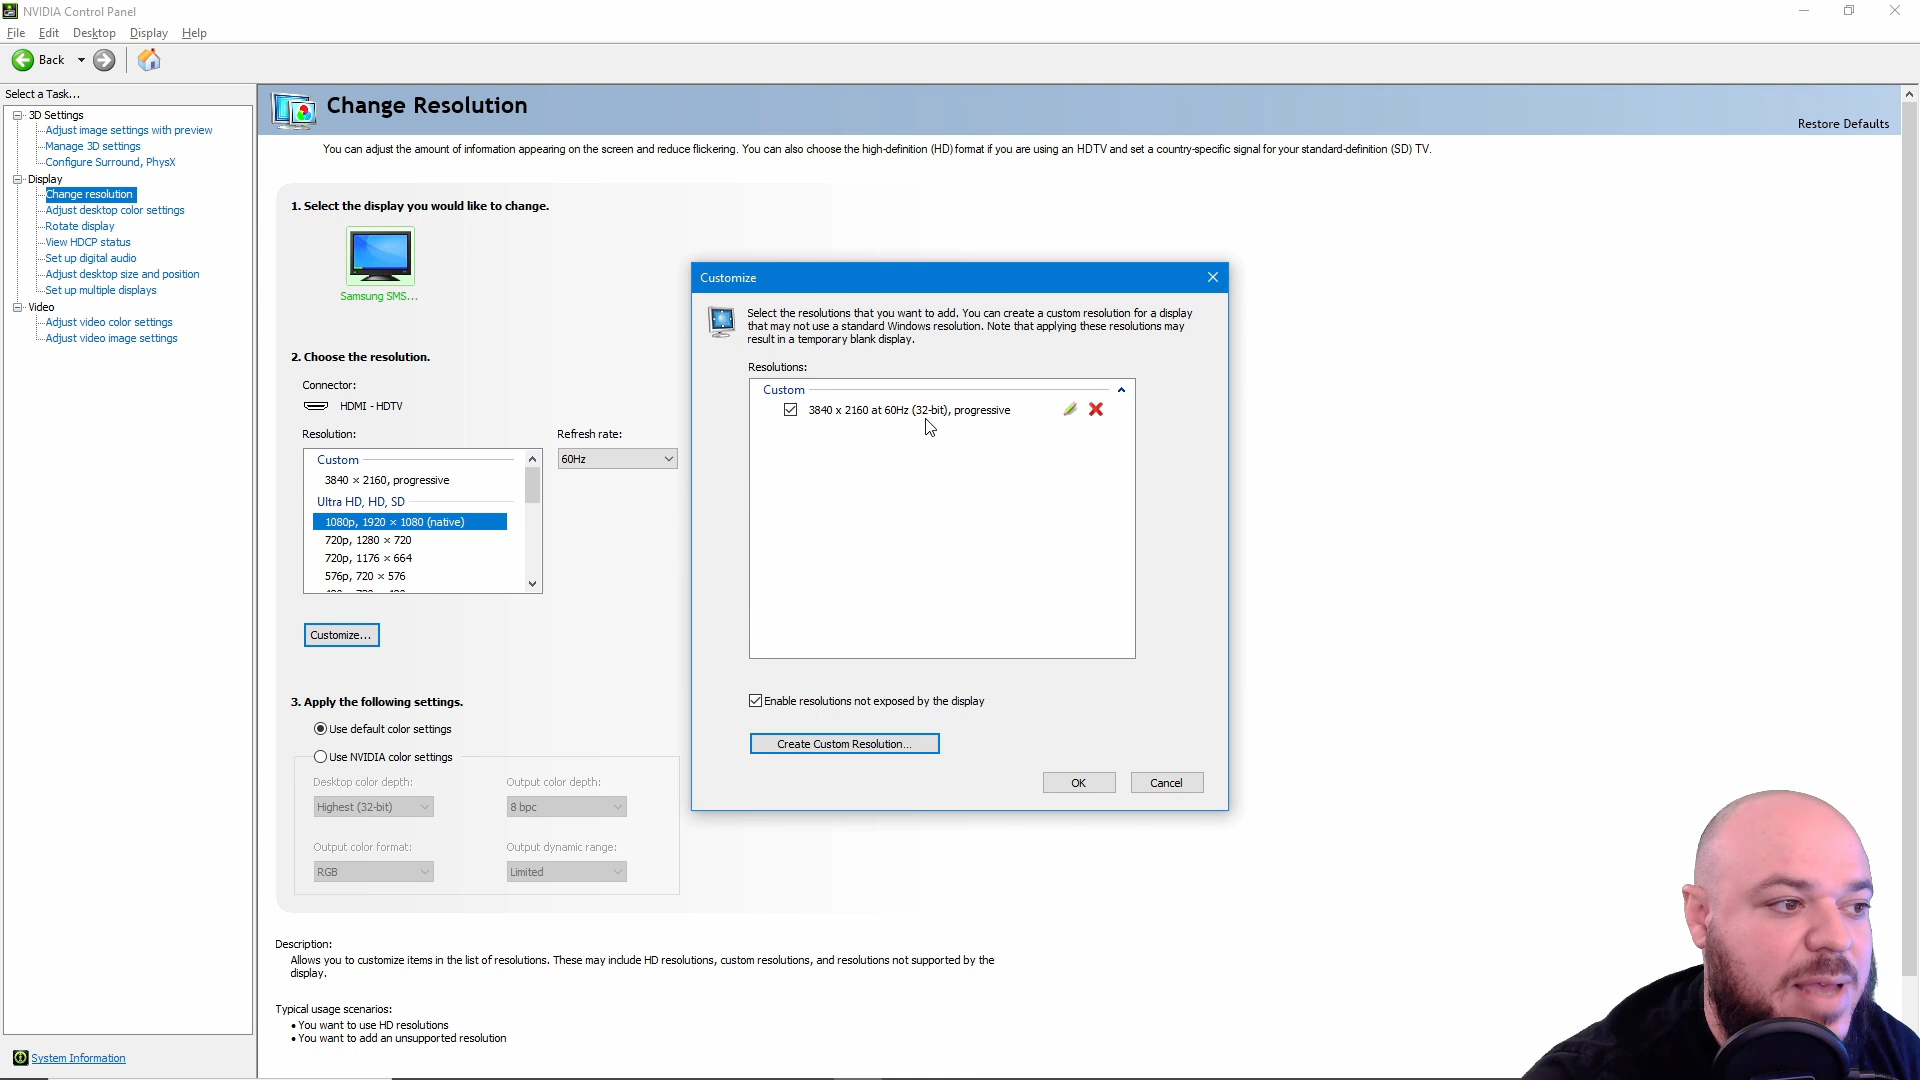 NVIDIA Control Panel
File Edit Desktop Display Help
Back
Select a Task...
3D Settings
Adjust image settings with preview
Manage 3D settings
Configure Surround, PhysX
Display
Change resolution
Adjust desktop color settings
Rotate display
View HDCP status
Set up digital audio
Adjust desktop size and position
Set up multiple displays
Video
Adjust video color settings
Adjust video image settings
System Information
Change Resolution
Restore Defaults
You can adjust the amount of information appearing on the screen and reduce flickering. You can also choose the high-definition (HD) format if you are using an HDTV and set a country-specific signal for your standard-definition (SD) TV.
1. Select the display you would like to change.
Samsung SMS...
2. Choose the resolution.
Connector:
HDMI - HDTV
Resolution:
Refresh rate:
Custom
60Hz
3840 × 2160, progressive
Ultra HD, HD, SD
1080p, 1920 × 1080 (native)
720p, 1280 × 720
720p, 1176 × 664
576p, 720 × 576
Customize...
3. Apply the following settings.
Use default color settings
Use NVIDIA color settings
Desktop color depth:
Output color depth:
Highest (32-bit)
8 bpc
Output color format:
Output dynamic range:
RGB
Limited
Description:
Allows you to customize items in the list of resolutions. These may include HD resolutions, custom resolutions, and resolutions not supported by the
display.
Typical usage scenarios:
• You want to use HD resolutions
• You want to add an unsupported resolution
Customize
Select the resolutions that you want to add. You can create a custom resolution for a display
that may not use a standard Windows resolution. Note that applying these resolutions may
result in a temporary blank display.
Resolutions:
Custom
3840 x 2160 at 60Hz (32-bit), progressive
Enable resolutions not exposed by the display
Create Custom Resolution...
OK
Cancel